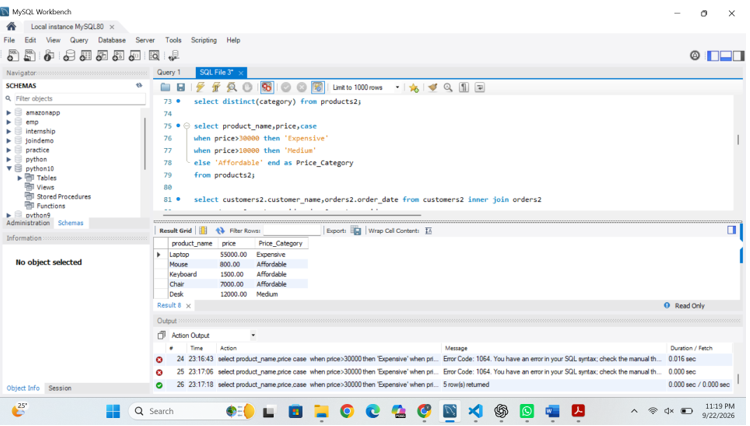 MySQL Workbench
Local instance MySQL80
File Edit View Query Database Server Tools Scripting Help
Navigator
SCHEMAS
Filter objects
amazonapp
emp
internship
joindemo
practice
python
python10
Tables
Views
Stored Procedures
Functions
python9
Administration Schemas
Information
No object selected
Object Info Session
Query 1 SQL File 3*
Limit to 1000 rows
73 select distinct(category) from products2;
74
75 select product_name,price,case
76 when price>30000 then 'Expensive'
77 when price>10000 then 'Medium'
78 else 'Affordable' end as Price_Category
79 from products2;
80
81 select customers2.customer_name,orders2.order_date from customers2 inner join orders2
Result Grid Filter Rows: Export: Wrap Cell Content:
product_name price Price_Category
Laptop 55000.00 Expensive
Mouse 800.00 Affordable
Keyboard 1500.00 Affordable
Chair 7000.00 Affordable
Desk 12000.00 Medium
Result 8 Read Only
Output
Action Output
# Time Action Message Duration / Fetch
24 23:16:43 select product_name,price,case when price>30000 then 'Expensive' when pri... Error Code: 1064. You have an error in your SQL syntax; check the manual th... 0.016 sec
25 23:17:06 select product_name,price,case when price>30000 then 'Expensive' when pri... Error Code: 1064. You have an error in your SQL syntax; check the manual th... 0.000 sec
26 23:17:18 select product_name,price,case when price>30000 then 'Expensive' when pri... 5 row(s) returned 0.000 sec / 0.000 sec
25°
Search
11:19 PM
9/22/2026